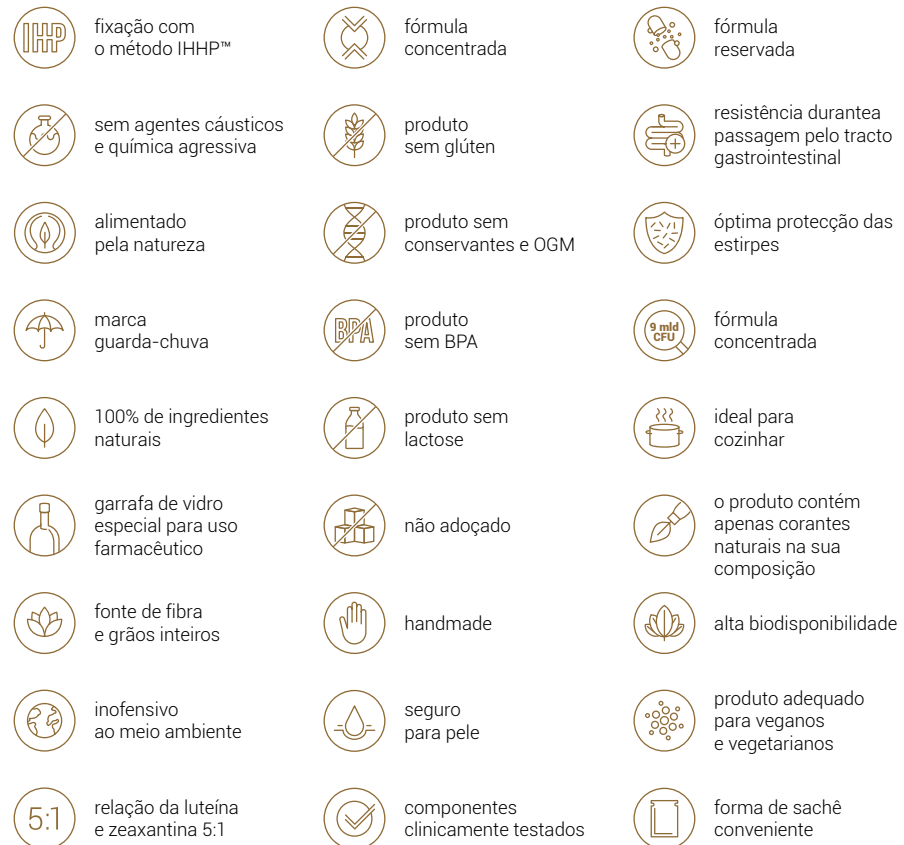 IHHP
fixação com
o método IHHP™
fórmula
concentrada
fórmula
reservada
sem agentes cáusticos
e química agressiva
produto
sem glúten
resistência durantea
passagem pelo tracto
gastrointestinal
alimentado
pela natureza
produto sem
conservantes e OGM
óptima protecção das
estirpes
marca
guarda-chuva
BPA
produto
sem BPA
9 mld
CFU
fórmula
concentrada
100% de ingredientes
naturais
produto sem
lactose
ideal para
cozinhar
garrafa de vidro
especial para uso
farmacêutico
não adoçado
o produto contém
apenas corantes
naturais na sua
composição
fonte de fibra
e grãos inteiros
handmade
alta biodisponibilidade
inofensivo
ao meio ambiente
seguro
para pele
produto adequado
para veganos
e vegetarianos
5:1
relação da luteína
e zeaxantina 5:1
componentes
clinicamente testados
forma de sachê
conveniente